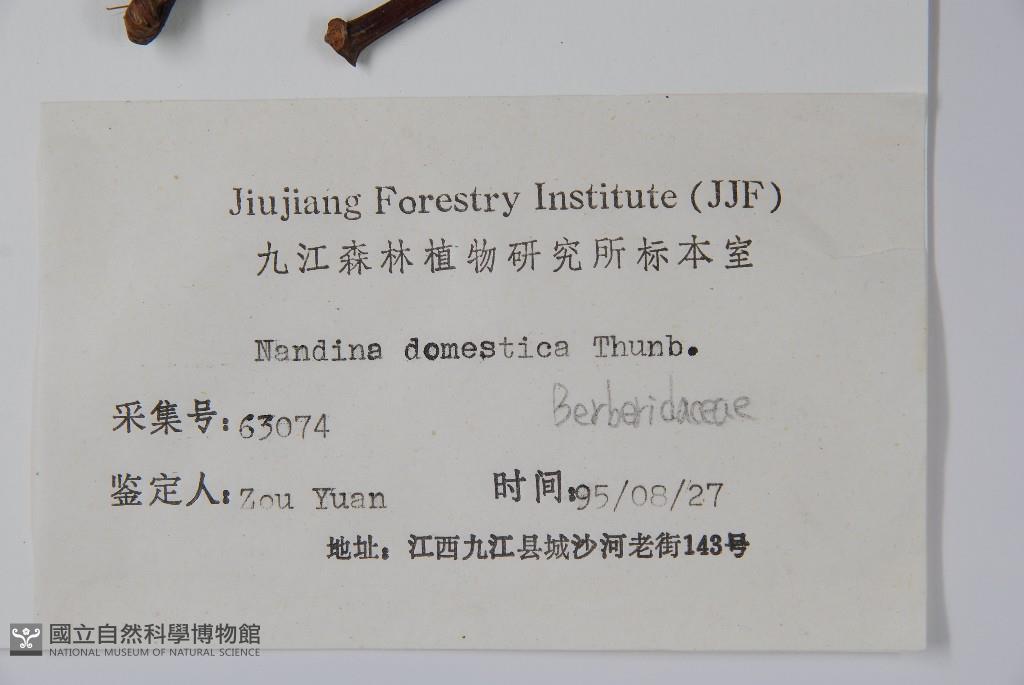 Jiujiang Forestry Institute (JJF)
九江森林植物研究所标本室
Nandina domestica Thunb.
Berberidaceae
采集号: 63074
鉴定人: Zou Yuan 时间: 95/08/27
地址: 江西九江县城沙河老街143号
國立自然科學博物館
NATIONAL MUSEUM OF NATURAL SCIENCE